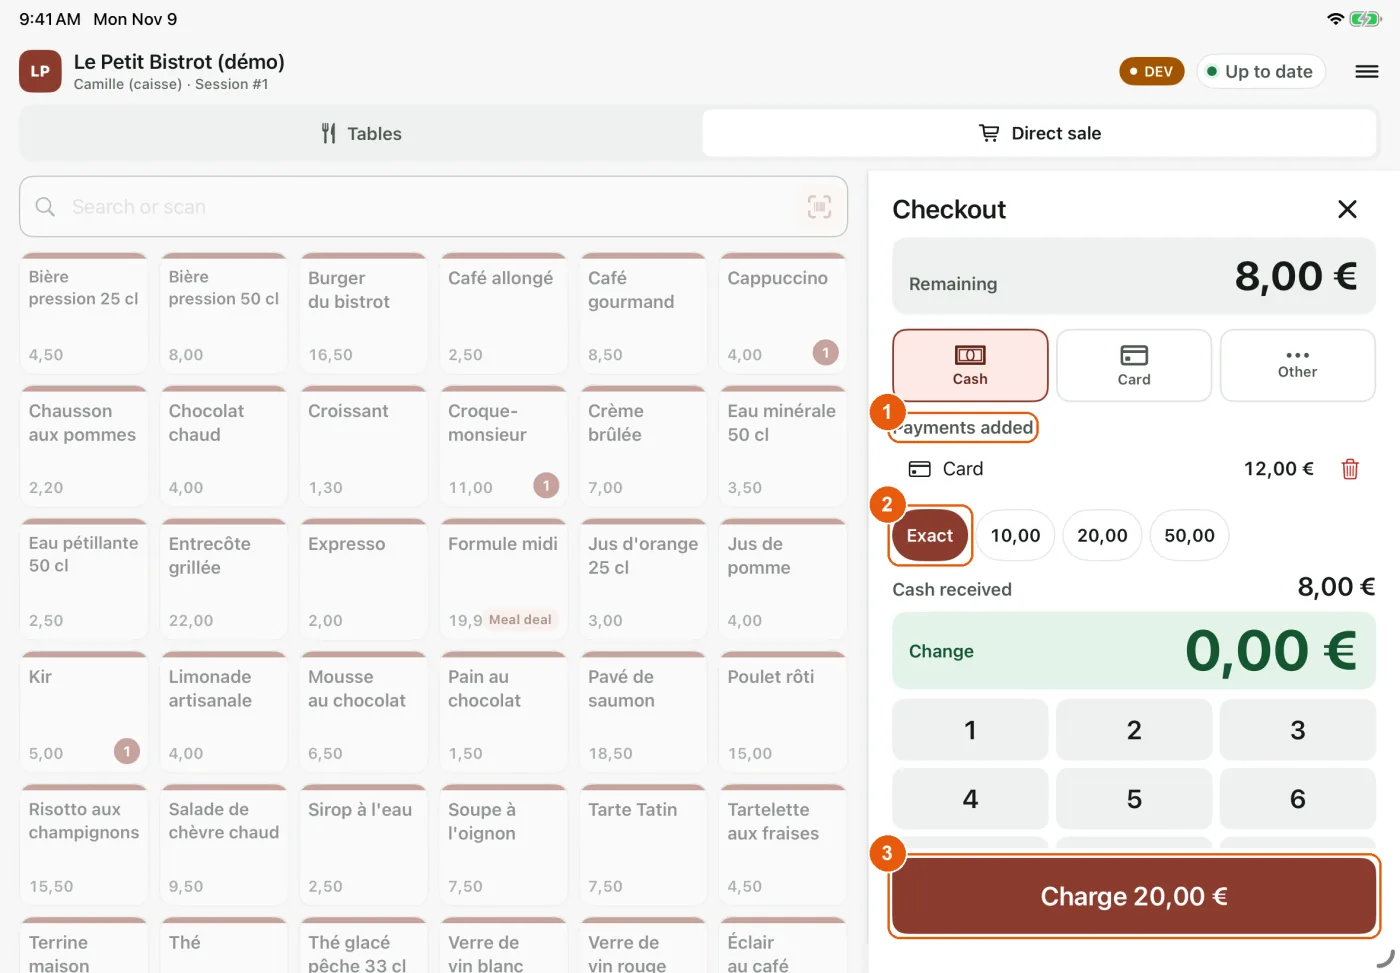 9:41 AM Mon Nov 9
LP
Le Petit Bistrot (démo)
Camille (caisse) · Session #1
DEV
Up to date
Tables
Direct sale
Search or scan
Bière
pression 25 cl
4,50
Bière
pression 50 cl
8,00
Burger
du bistrot
16,50
Café allongé
2,50
Café
gourmand
8,50
Cappuccino
4,00
1
Chausson
aux pommes
2,20
Chocolat
chaud
4,00
Croissant
1,30
Croque-
monsieur
11,00
1
Crème
brûlée
7,00
Eau minérale
50 cl
3,50
Eau pétillante
50 cl
2,50
Entrecôte
grillée
22,00
Expresso
2,00
Formule midi
19,9
Meal deal
Jus d'orange
25 cl
3,00
Jus de
pomme
4,00
Kir
5,00
1
Limonade
artisanale
4,00
Mousse
au chocolat
6,50
Pain au
chocolat
1,50
Pavé de
saumon
18,50
Poulet rôti
15,00
Risotto aux
champignons
15,50
Salade de
chèvre chaud
9,50
Sirop à l'eau
2,50
Soupe à
l'oignon
7,50
Tarte Tatin
7,50
Tartelette
aux fraises
4,50
Terrine
maison
Thé
Thé glacé
pêche 33 cl
Verre de
vin blanc
Verre de
vin rouge
Éclair
au café
Checkout
Remaining
8,00 €
Cash
Card
Other
1
Payments added
Card
12,00 €
2
Exact
10,00
20,00
50,00
Cash received
8,00 €
Change
0,00 €
1
2
3
4
5
6
3
Charge 20,00 €